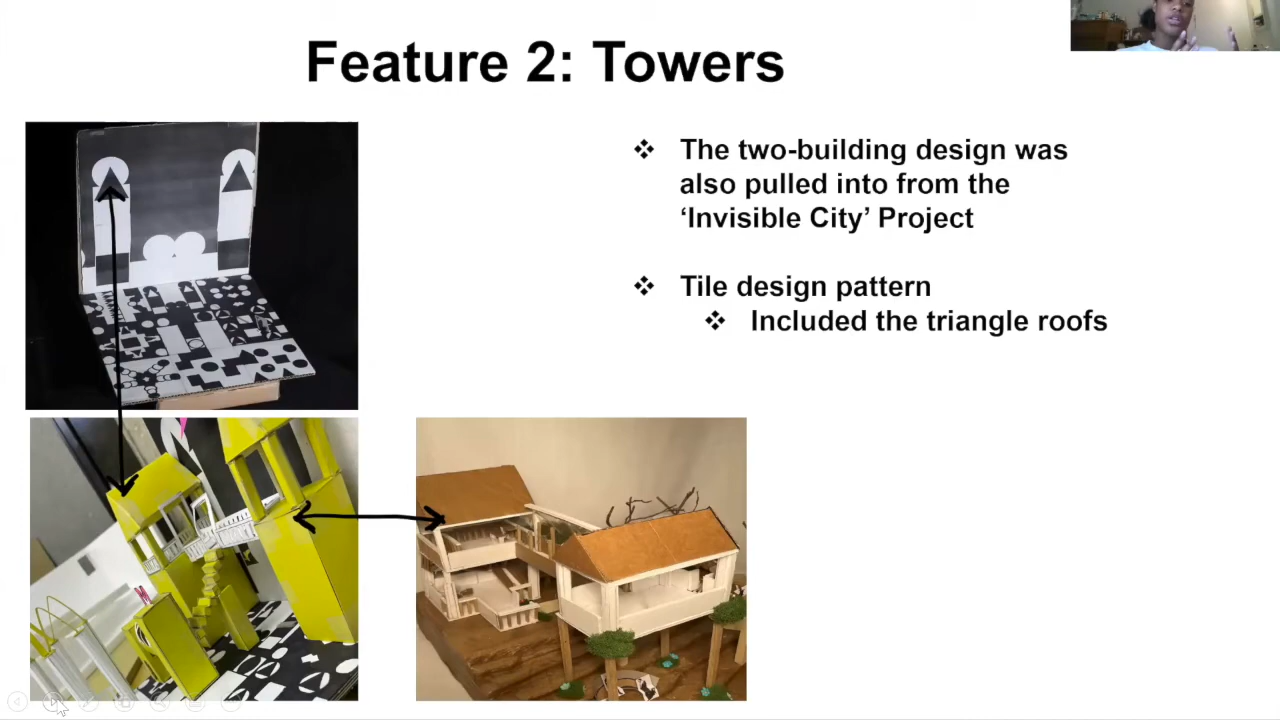 Feature 2: Towers
❖ The two-building design was
also pulled into from the
‘Invisible City’ Project
❖ Tile design pattern
❖ Included the triangle roofs